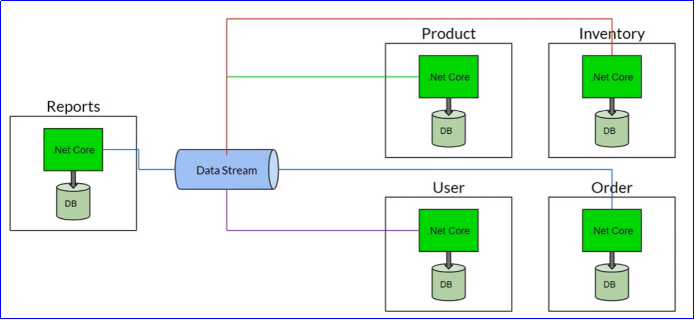 Product
.Net Core
DB
Inventory
.Net Core
DB
Reports
.Net Core
DB
Data Stream
User
.Net Core
DB
Order
.Net Core
DB